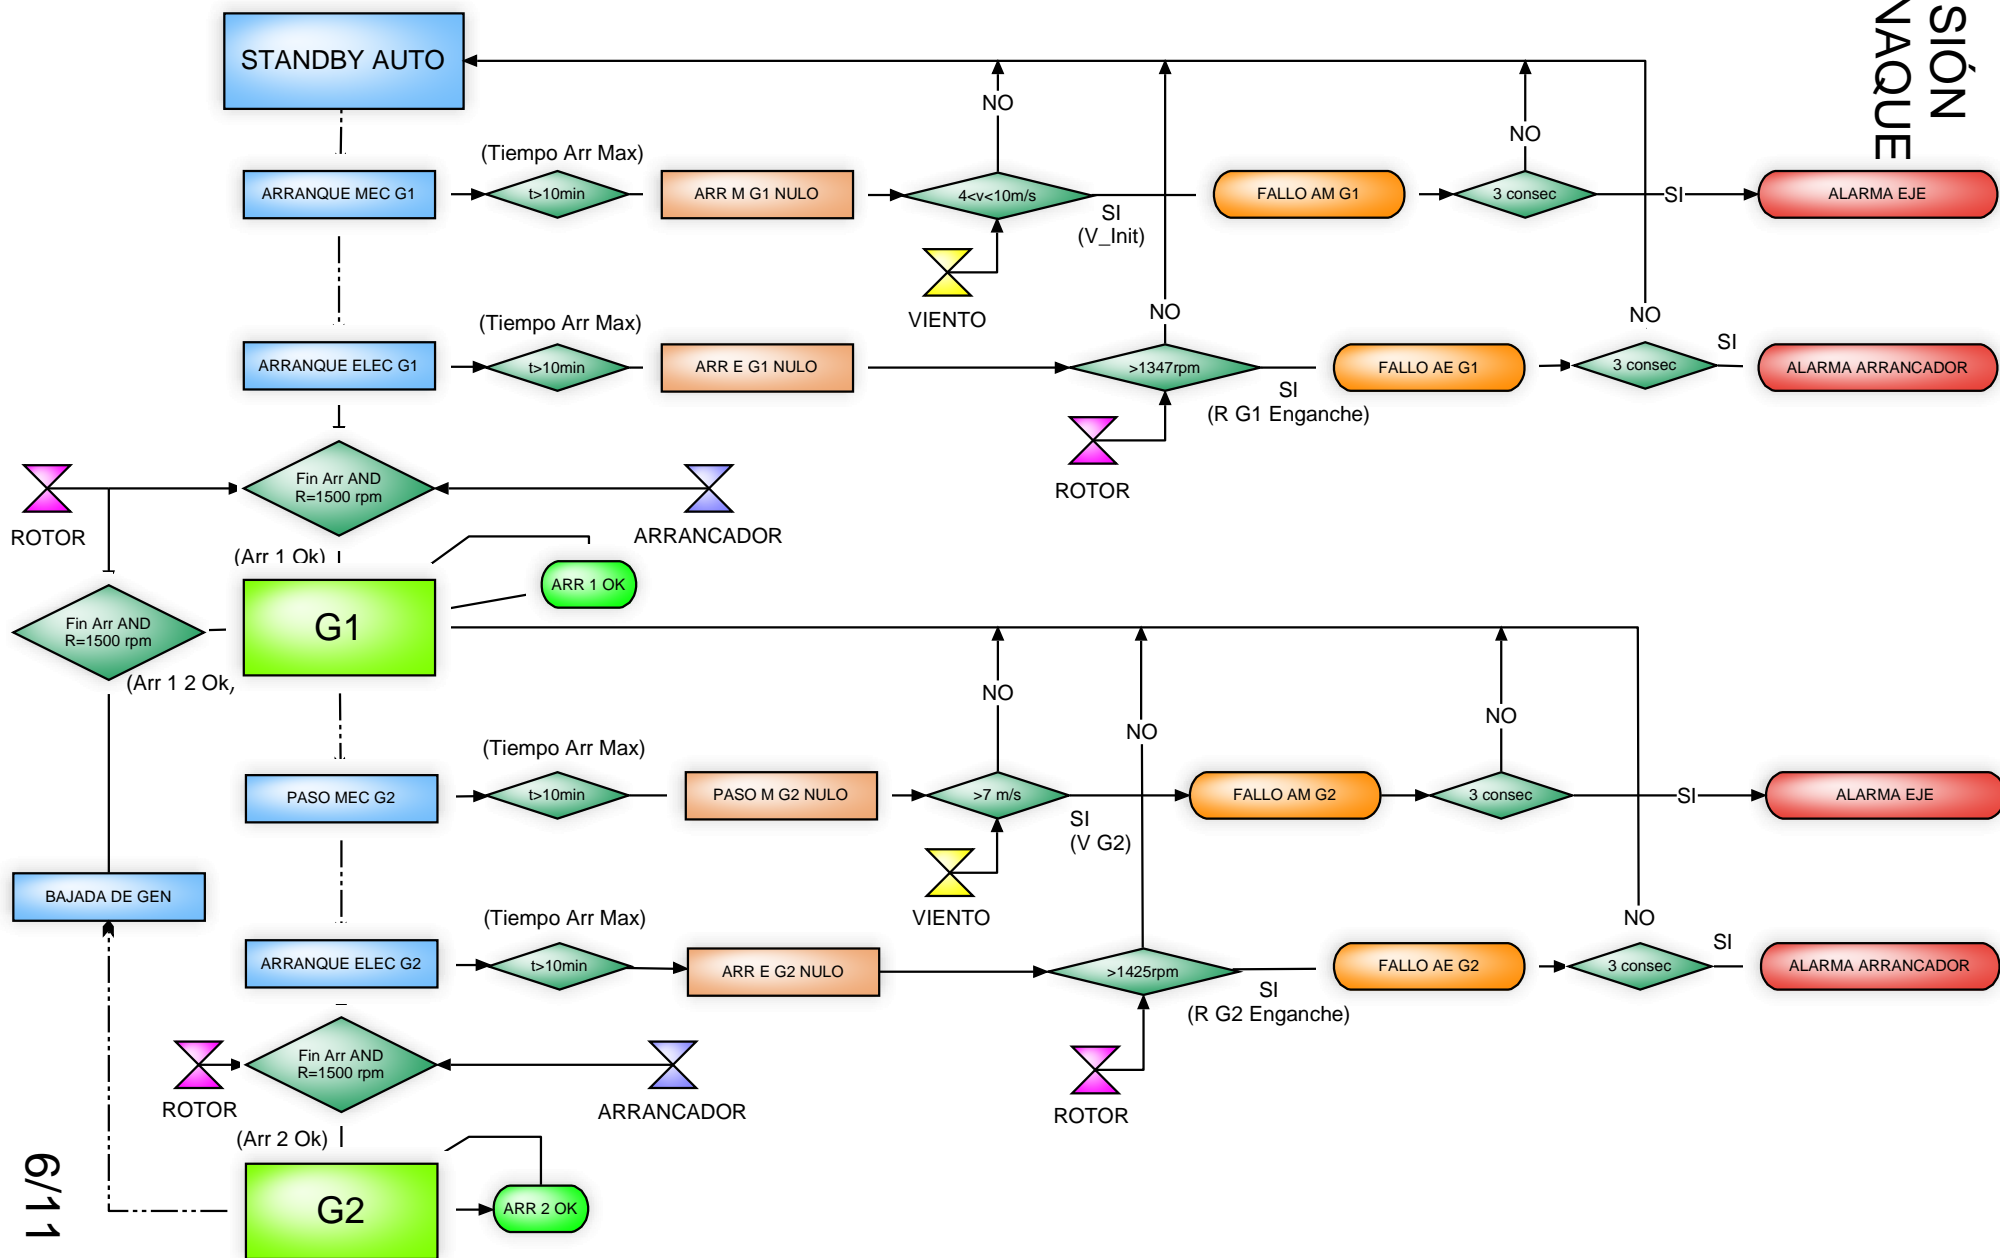 SIÓN
NAQUE
STANDBY AUTO
NO
NO
(Tiempo Arr Max)
ARRANQUE MEC G1
t>10min
ARR M G1 NULO
4<v<10m/s
SI
(V_Init)
FALLO AM G1
3 consec
SI
ALARMA EJE
VIENTO
NO
NO
(Tiempo Arr Max)
ARRANQUE ELEC G1
t>10min
ARR E G1 NULO
>1347rpm
SI
(R G1 Enganche)
FALLO AE G1
3 consec
SI
ALARMA ARRANCADOR
ROTOR
Fin Arr AND
R=1500 rpm
ROTOR
ARRANCADOR
(Arr 1 Ok)
ARR 1 OK
G1
Fin Arr AND
R=1500 rpm
(Arr 1 2 Ok)
NO
NO
NO
(Tiempo Arr Max)
PASO MEC G2
t>10min
PASO M G2 NULO
>7 m/s
SI
(V G2)
FALLO AM G2
3 consec
SI
ALARMA EJE
BAJADA DE GEN
VIENTO
NO
(Tiempo Arr Max)
ARRANQUE ELEC G2
t>10min
ARR E G2 NULO
>1425rpm
SI
(R G2 Enganche)
FALLO AE G2
3 consec
SI
ALARMA ARRANCADOR
ROTOR
Fin Arr AND
R=1500 rpm
ROTOR
ARRANCADOR
(Arr 2 Ok)
G2
ARR 2 OK
6/11